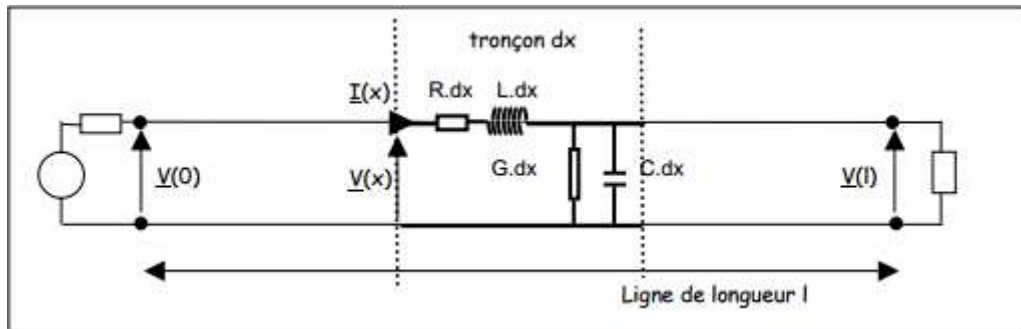 tronçon dx
I(x)
R.dx
L.dx
V(0)
V(x)
G.dx
C.dx
V(l)
Ligne de longueur l